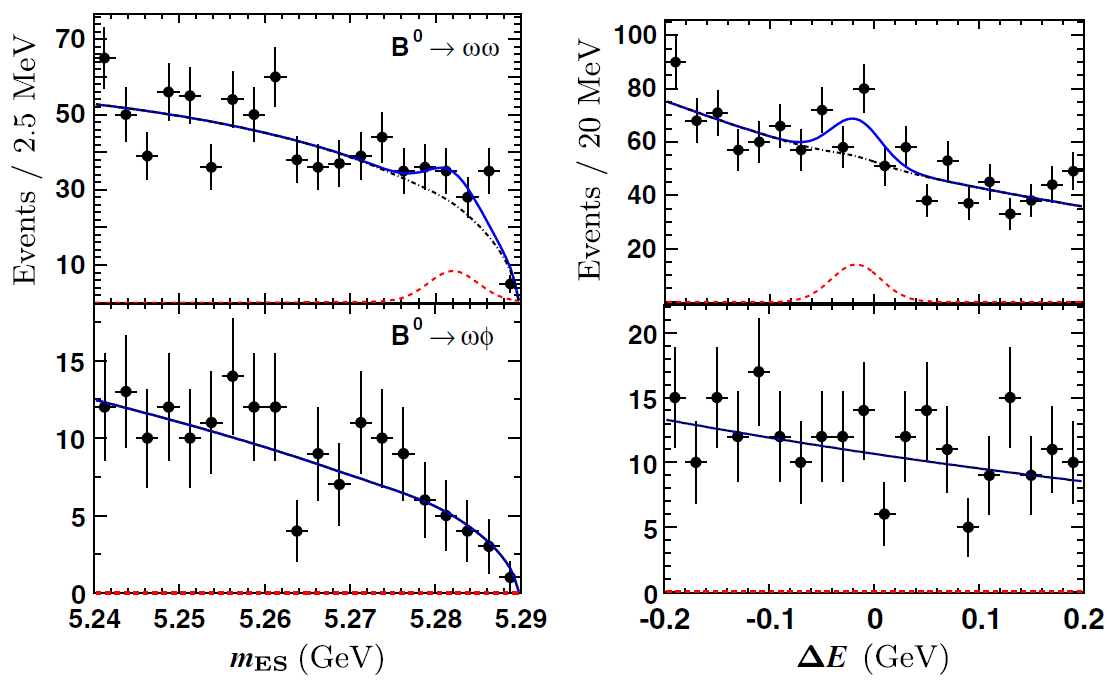 Events / 2.5 MeV
70
50
30
10
B⁰ → ωω
15
10
5
0
B⁰ → ωϕ
5.24 5.25 5.26 5.27 5.28 5.29
m_ES (GeV)
Events / 20 MeV
100
80
60
40
20
20
15
10
5
0
-0.2 -0.1 0 0.1 0.2
ΔE (GeV)